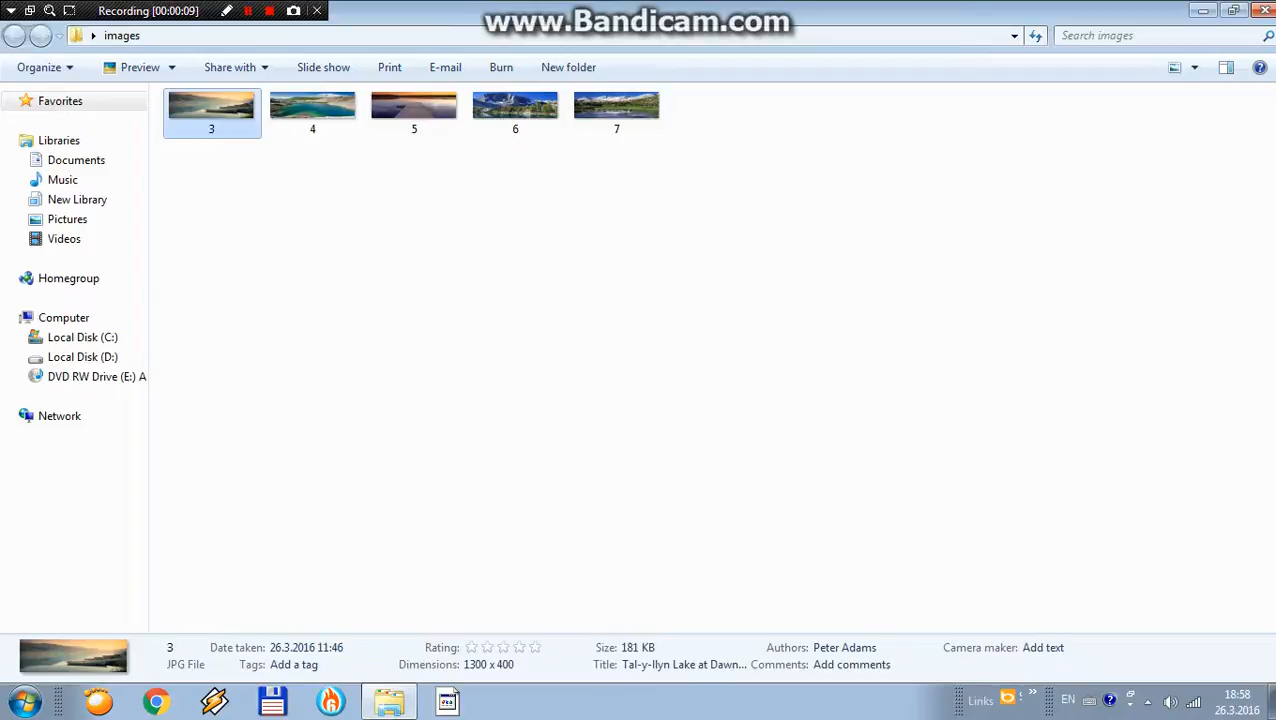 Recording [00:00:09]
www.Bandicam.com
images
Search images
Organize Preview Share with Slide show Print E-mail Burn New folder
Favorites
Libraries
Documents
Music
New Library
Pictures
Videos
Homegroup
Computer
Local Disk (C:)
Local Disk (D:)
DVD RW Drive (E:) A
Network
3 4 5 6 7
3 Date taken: 26.3.2016 11:46 Rating: Size: 181 KB Authors: Peter Adams Camera maker: Add text
JPG File Tags: Add a tag Dimensions: 1300 x 400 Title: Tal-y-llyn Lake at Dawn... Comments: Add comments
Links » EN 18:58
26.3.2016